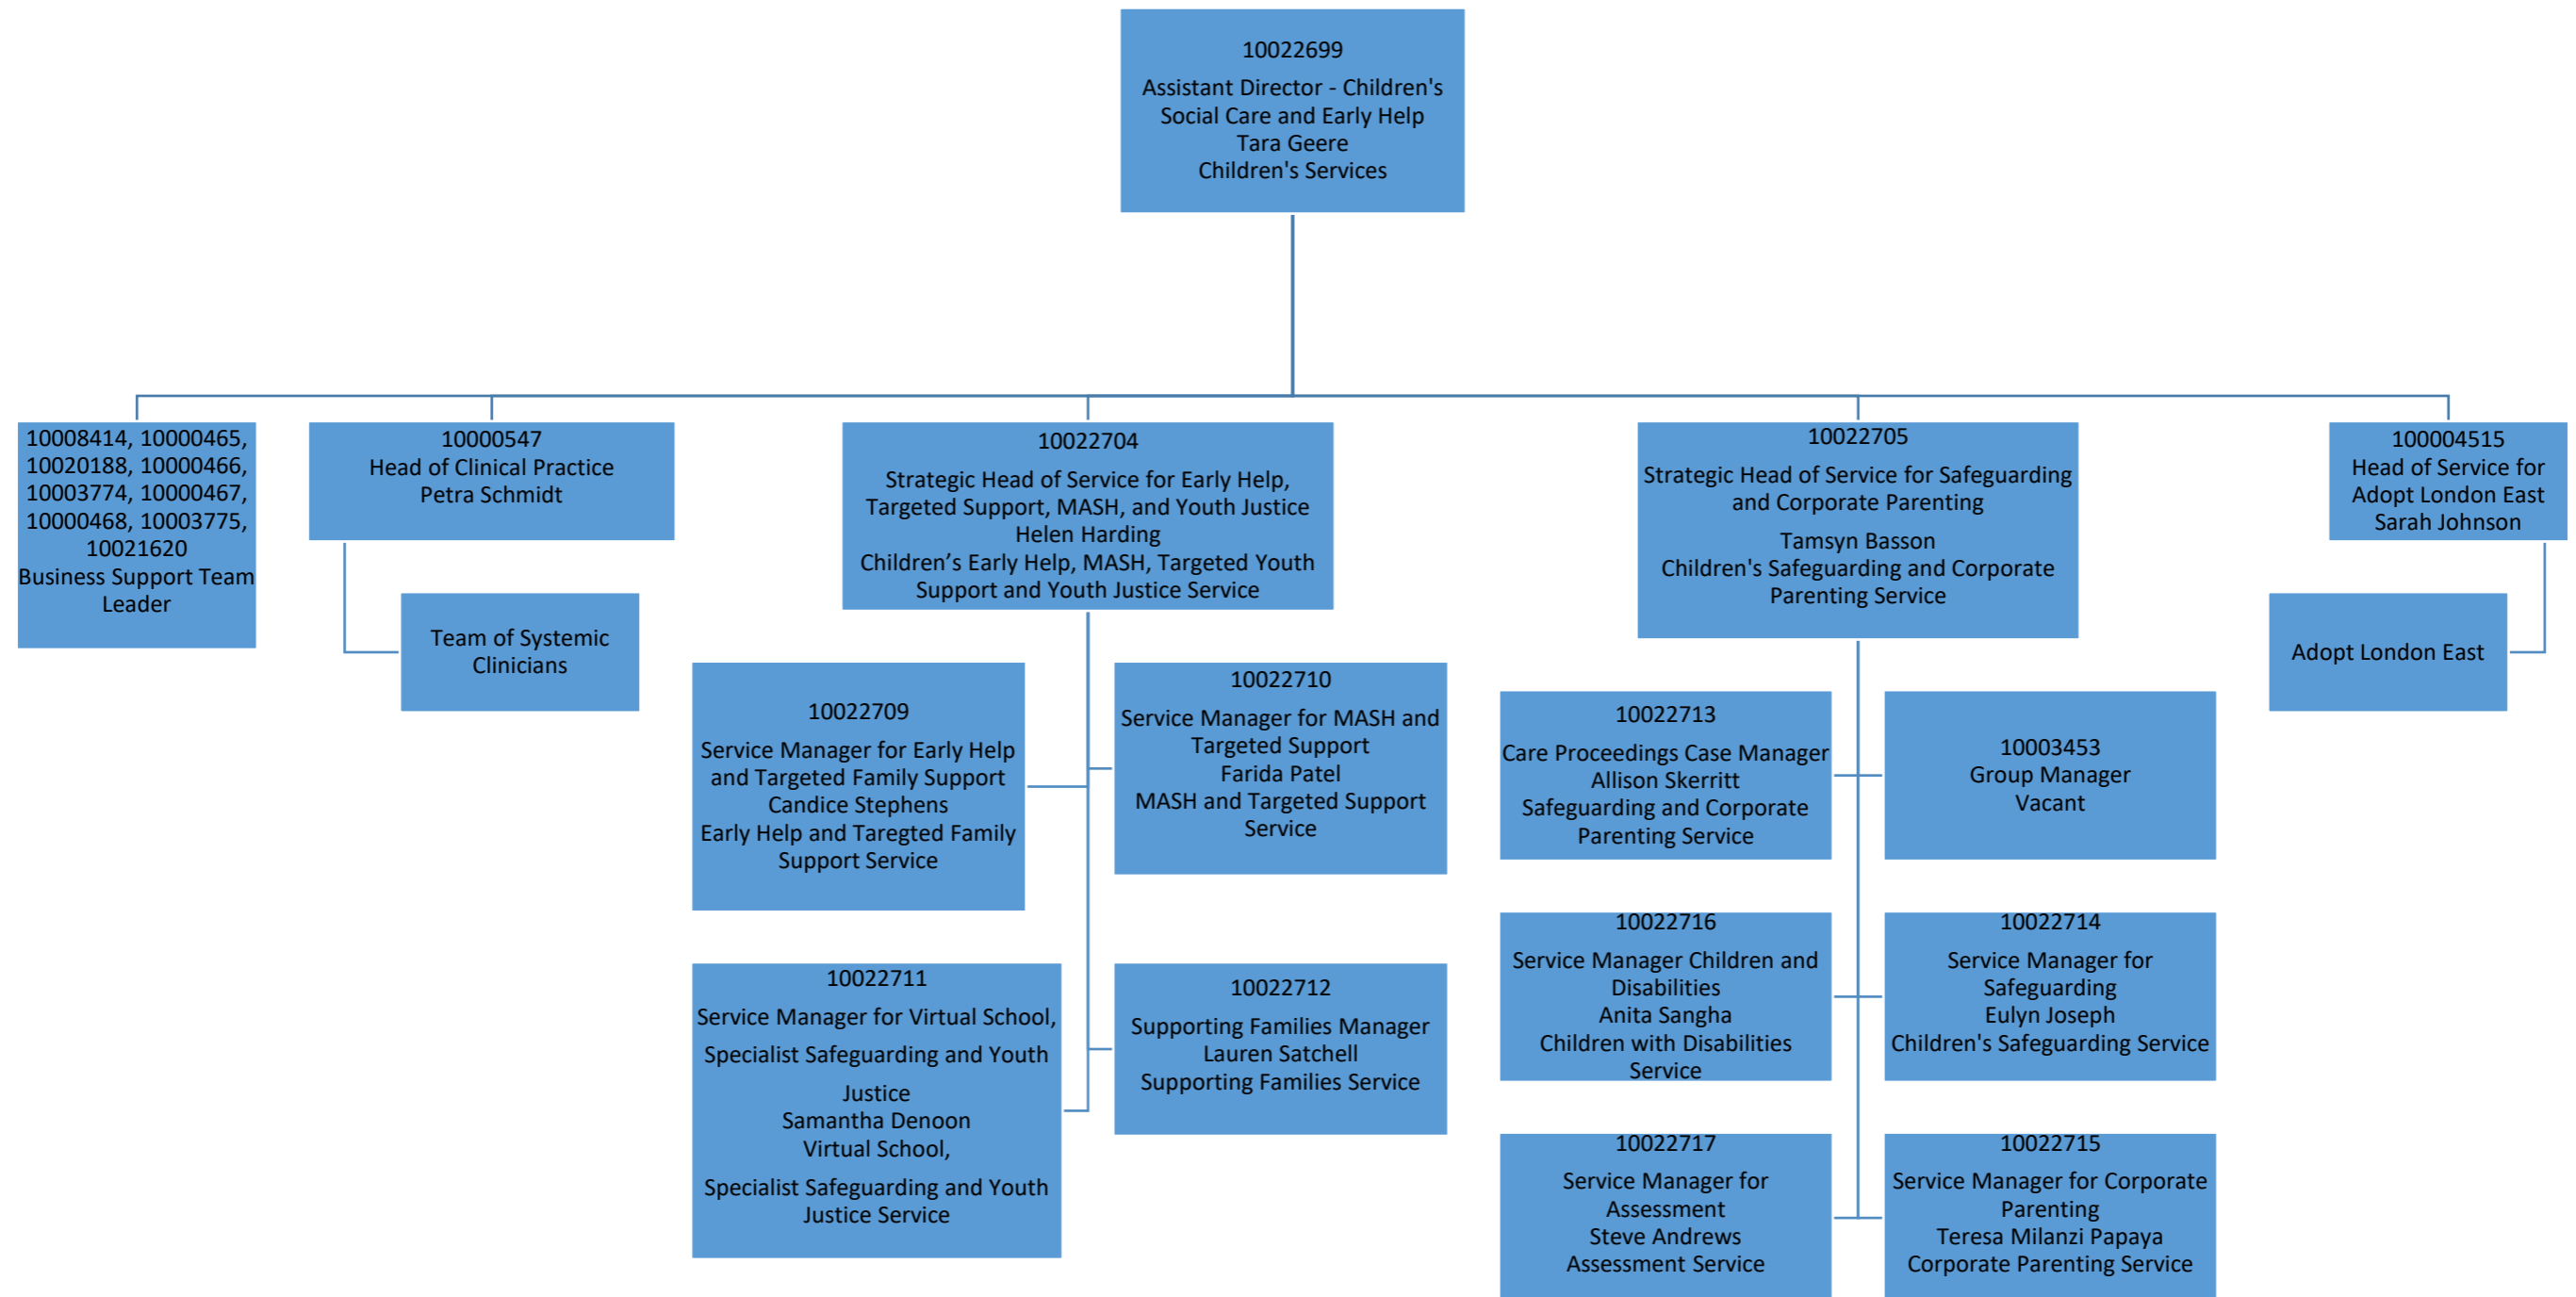 10022699
Assistant Director - Children's
Social Care and Early Help
Tara Geere
Children's Services
10008414, 10000465,
10020188, 10000466,
10003774, 10000467,
10000468, 10003775,
10021620
Business Support Team
Leader
10000547
Head of Clinical Practice
Petra Schmidt
Team of Systemic
Clinicians
10022704
Strategic Head of Service for Early Help,
Targeted Support, MASH, and Youth Justice
Helen Harding
Children’s Early Help, MASH, Targeted Youth
Support and Youth Justice Service
10022709
Service Manager for Early Help
and Targeted Family Support
Candice Stephens
Early Help and Taregted Family
Support Service
10022710
Service Manager for MASH and
Targeted Support
Farida Patel
MASH and Targeted Support
Service
10022711
Service Manager for Virtual School,
Specialist Safeguarding and Youth
Justice
Samantha Denoon
Virtual School,
Specialist Safeguarding and Youth
Justice Service
10022712
Supporting Families Manager
Lauren Satchell
Supporting Families Service
10022705
Strategic Head of Service for Safeguarding
and Corporate Parenting
Tamsyn Basson
Children's Safeguarding and Corporate
Parenting Service
10022713
Care Proceedings Case Manager
Allison Skerritt
Safeguarding and Corporate
Parenting Service
10003453
Group Manager
Vacant
10022716
Service Manager Children and
Disabilities
Anita Sangha
Children with Disabilities
Service
10022714
Service Manager for
Safeguarding
Eulyn Joseph
Children's Safeguarding Service
10022717
Service Manager for
Assessment
Steve Andrews
Assessment Service
10022715
Service Manager for Corporate
Parenting
Teresa Milanzi Papaya
Corporate Parenting Service
100004515
Head of Service for
Adopt London East
Sarah Johnson
Adopt London East